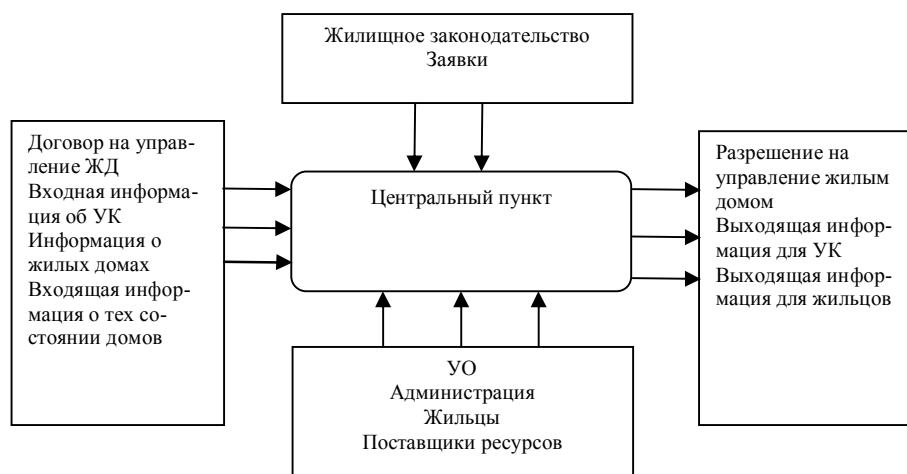 Жилищное законодательство
Заявки
Договор на управ-
ление ЖД
Входная информа-
ция об УК
Информация о
жилых домах
Входящая инфор-
мация о тех со-
стоянии домов
Центральный пункт
Разрешение на
управление жилым
домом
Выходящая инфор-
мация для УК
Выходящая инфор-
мация для жильцов
УО
Администрация
Жильцы
Поставщики ресурсов